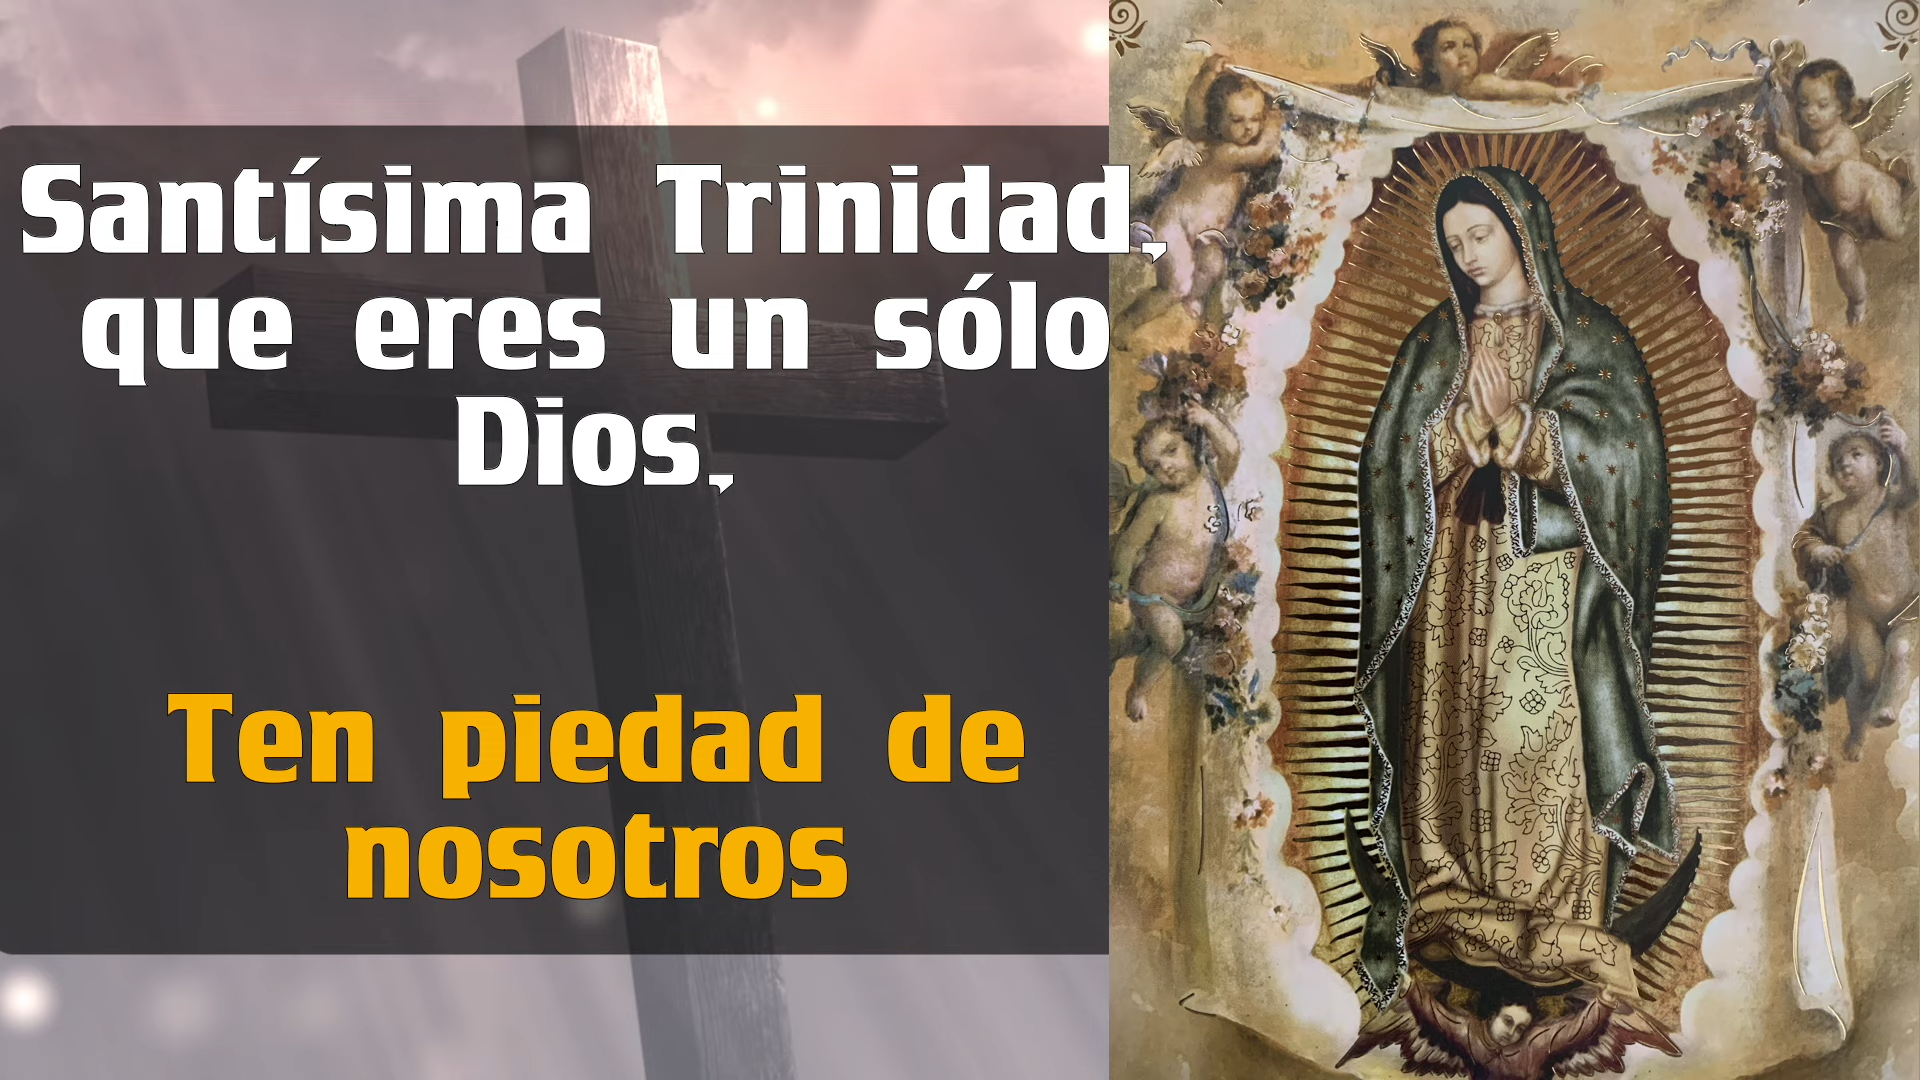 Santísima Trinidad,
que eres un sólo
Dios,
Ten piedad de
nosotros